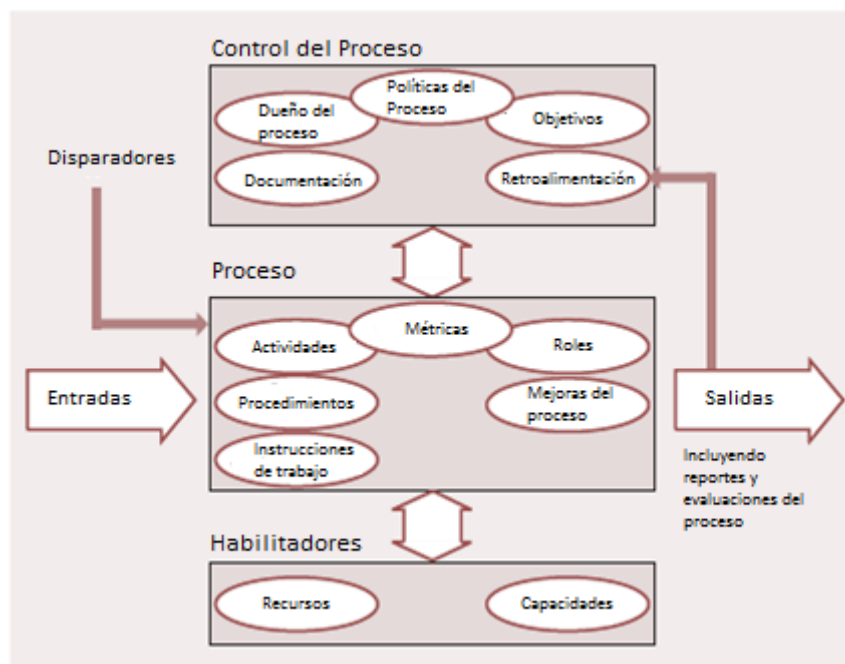 Control del Proceso
Políticas del
Proceso
Dueño del
proceso
Objetivos
Disparadores
Documentación
Retroalimentación
Proceso
Métricas
Actividades
Roles
Entradas
Procedimientos
Mejoras del
proceso
Salidas
Instrucciones
de trabajo
Incluyendo
reportes y
evaluaciones del
proceso
Habilitadores
Recursos
Capacidades